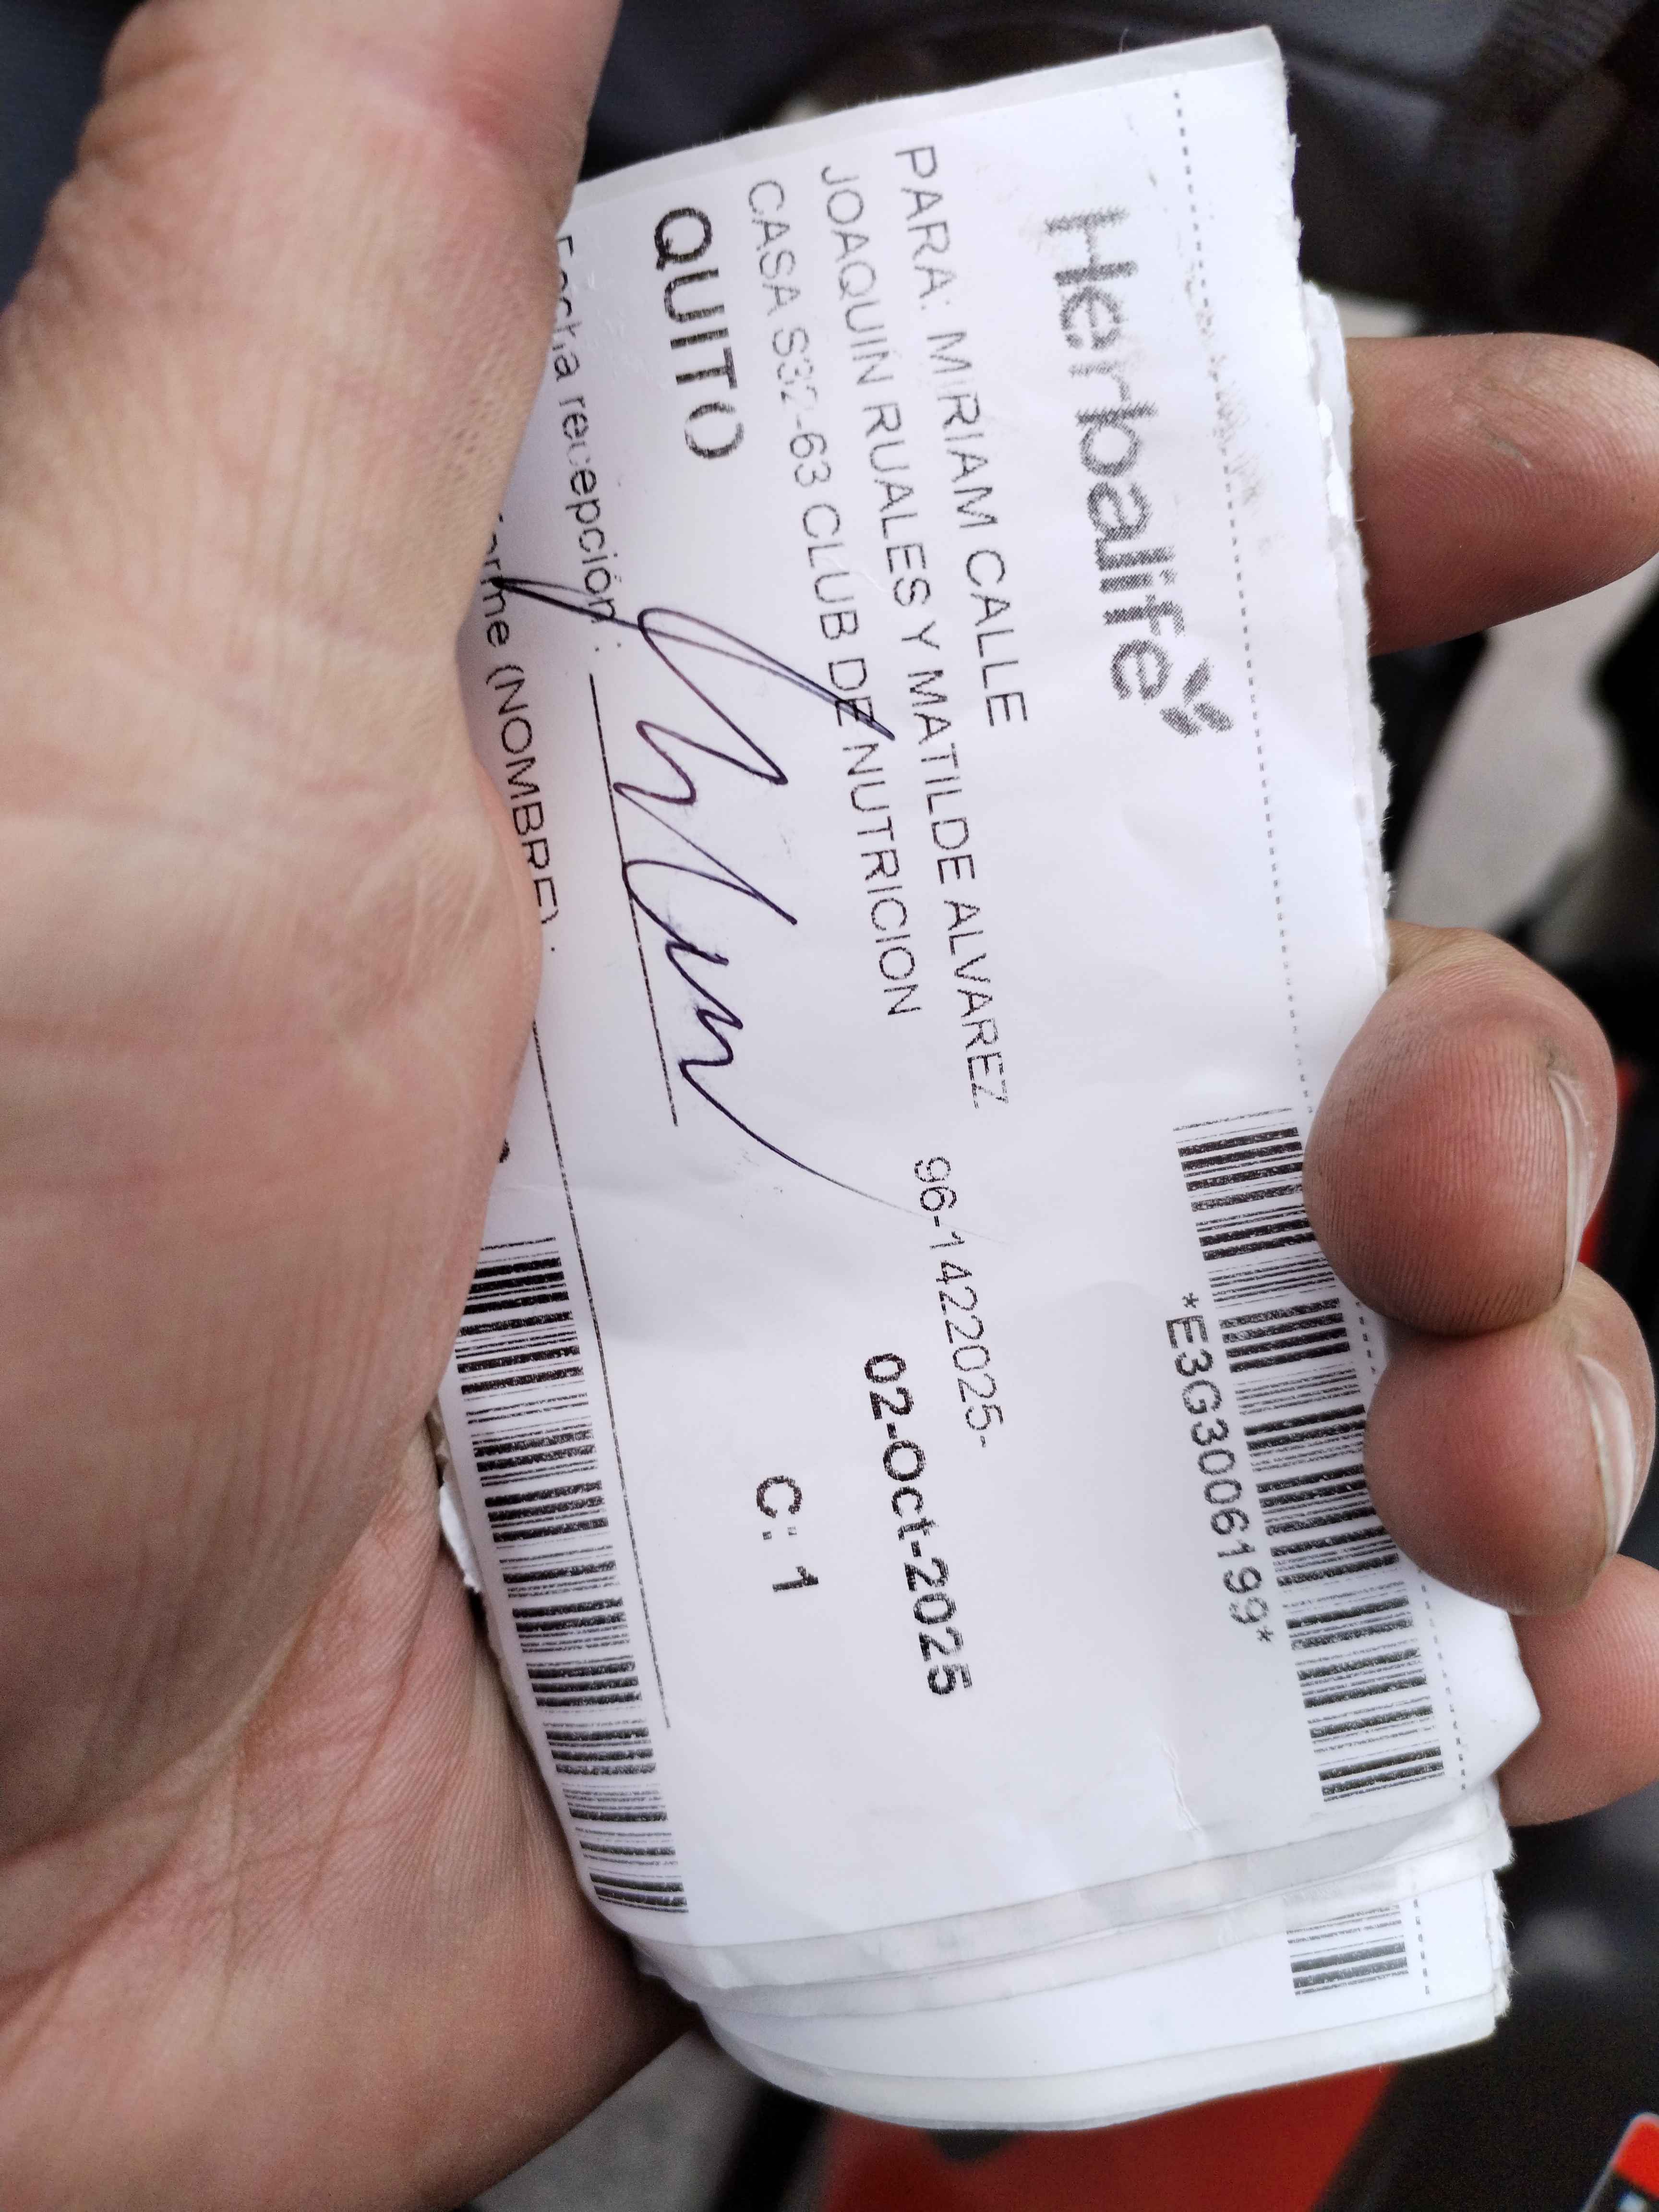 Herbalife
*E3G3006199*
PARA: MIRIAM CALLE
JOAQUIN RUALES Y MATILDE ALVAREZ 96-1422025-
CASA S32-63 CLUB DE NUTRICION 02-Oct-2025
QUITO C: 1
Fecha recepción :
(NOMBRE) :